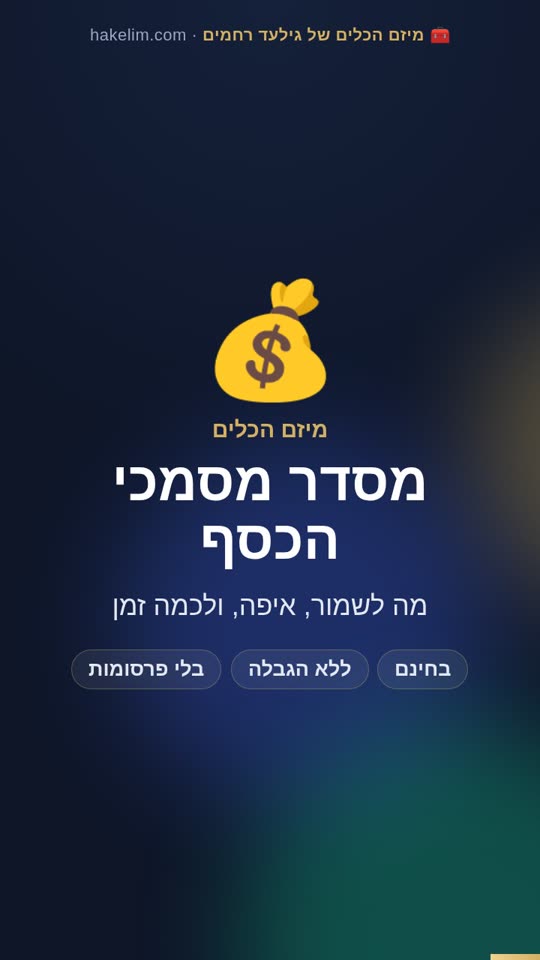 🧰 מיזם הכלים של גילעד רחמים · hakelim.com
$
מיזם הכלים
מסדר מסמכי
הכסף
מה לשמור, איפה, ולכמה זמן
בחינם
ללא הגבלה
בלי פרסומות